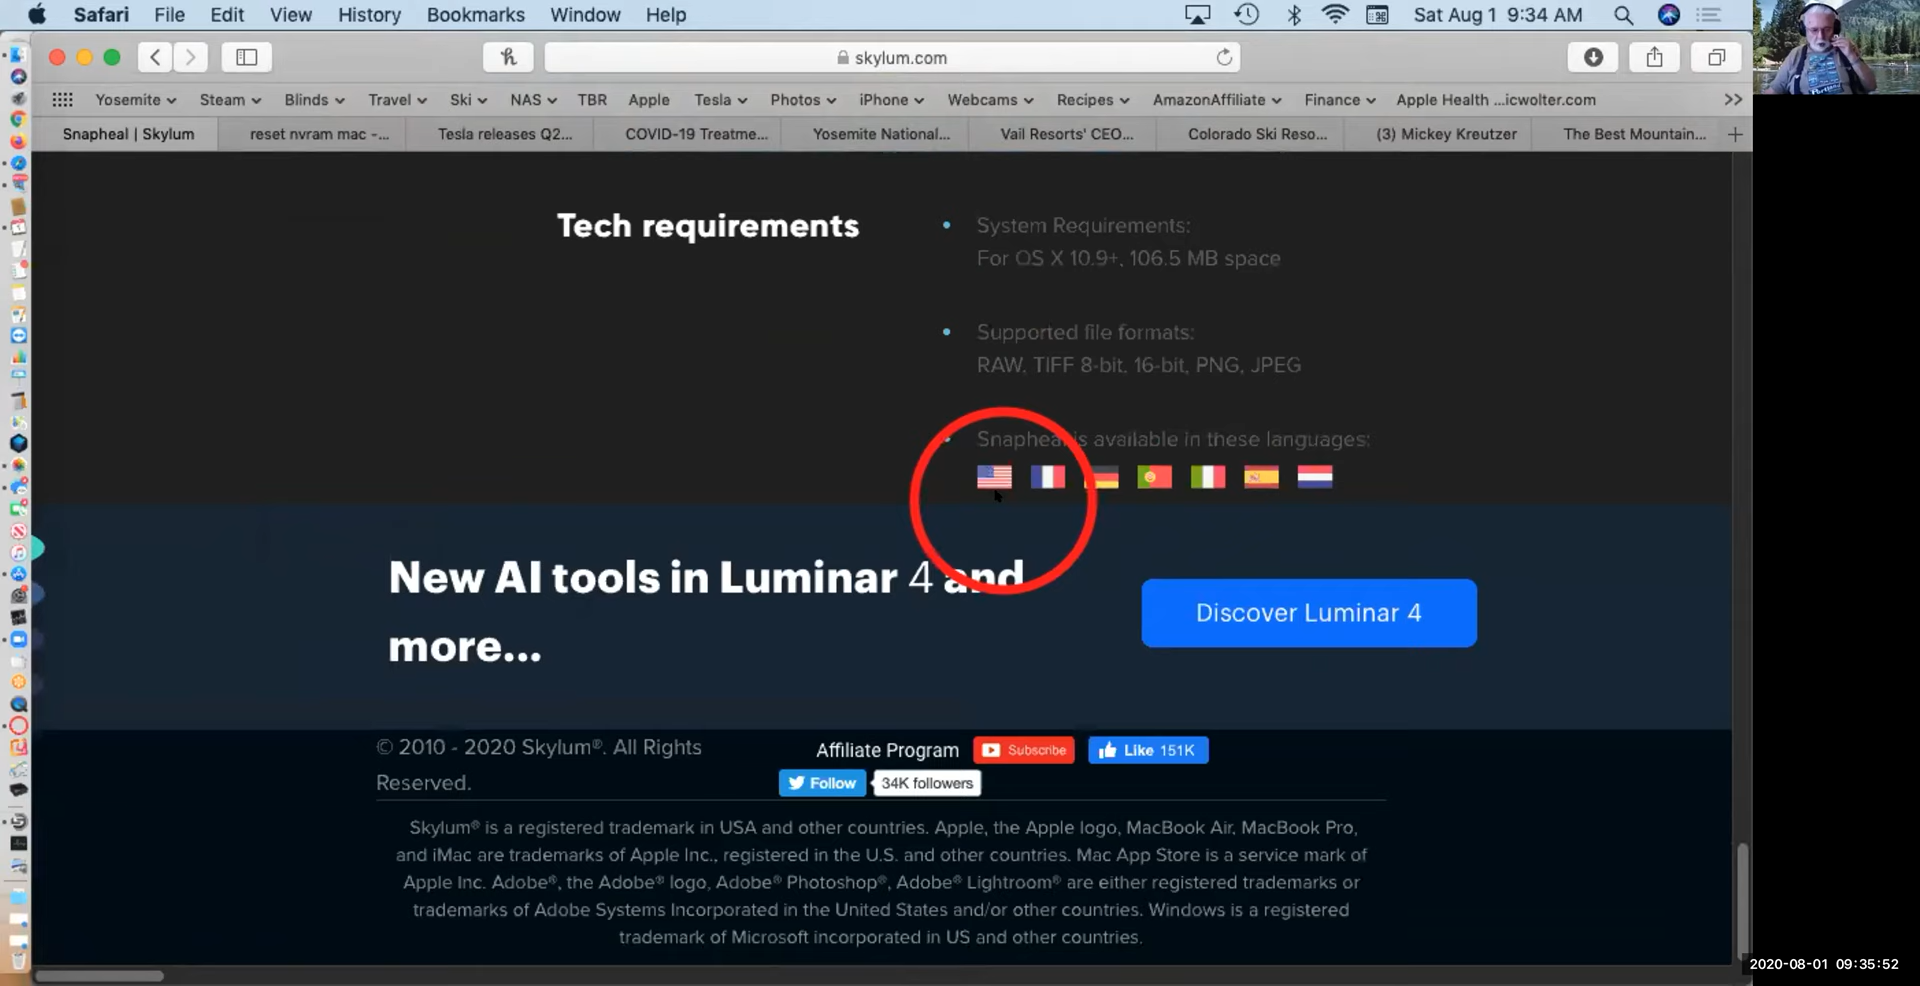 Safari File Edit View History Bookmarks Window Help Sat Aug 1 9:34 AM
skylum.com
Yosemite Steam Blinds Travel Ski NAS TBR Apple Tesla Photos iPhone Webcams Recipes AmazonAffiliate Finance Apple Health ...icwolter.com
Snapheal | Skylum reset nvram mac -... Tesla releases Q2... COVID-19 Treatme... Yosemite National... Vail Resorts' CEO... Colorado Ski Reso... (3) Mickey Kreutzer The Best Mountain...
Tech requirements
System Requirements:
For OS X 10.9+, 106.5 MB space
Supported file formats:
RAW, TIFF 8-bit, 16-bit, PNG, JPEG
Snapheal is available in these languages:
New AI tools in Luminar 4 and
more...
Discover Luminar 4
© 2010 - 2020 Skylum®. All Rights
Reserved.
Affiliate Program Subscribe Like 151K
Follow 34K followers
Skylum® is a registered trademark in USA and other countries. Apple, the Apple logo, MacBook Air, MacBook Pro,
and iMac are trademarks of Apple Inc., registered in the U.S. and other countries. Mac App Store is a service mark of
Apple Inc. Adobe®, the Adobe® logo, Adobe® Photoshop®, Adobe® Lightroom® are either registered trademarks or
trademarks of Adobe Systems Incorporated in the United States and/or other countries. Windows is a registered
trademark of Microsoft incorporated in US and other countries.
2020-08-01 09:35:52